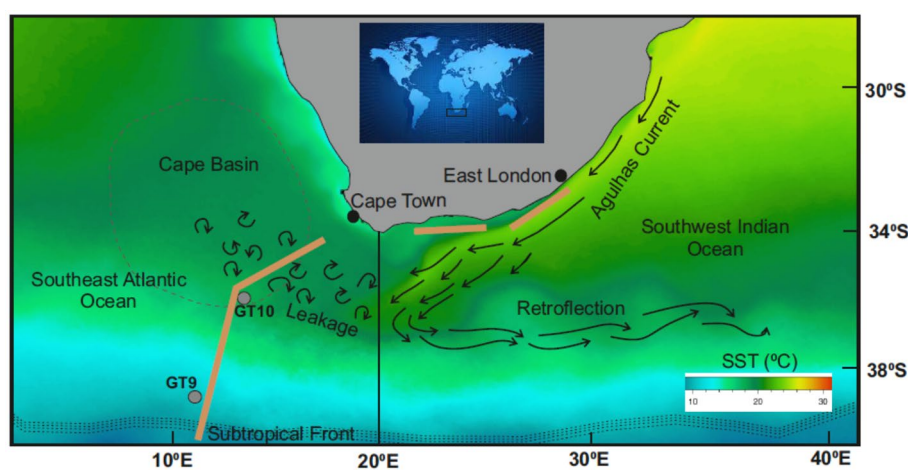 30ºS
Cape Basin
East London
Agulhas Current
Cape Town
34ºS
Southwest Indian
Ocean
Southeast Atlantic
Ocean
GT10
Leakage
Retroflection
SST (ºC)
38ºS
10
20
30
GT9
Subtropical Front
10ºE
20ºE
30ºE
40ºE